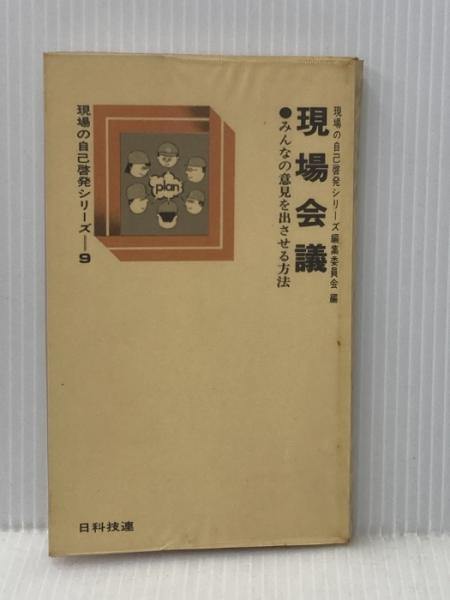 現場の自己啓発シリーズ編集委員会 編
現場会議
●みんなの意見を出させる方法
plan
現場の自己啓発シリーズ—9
日科技連